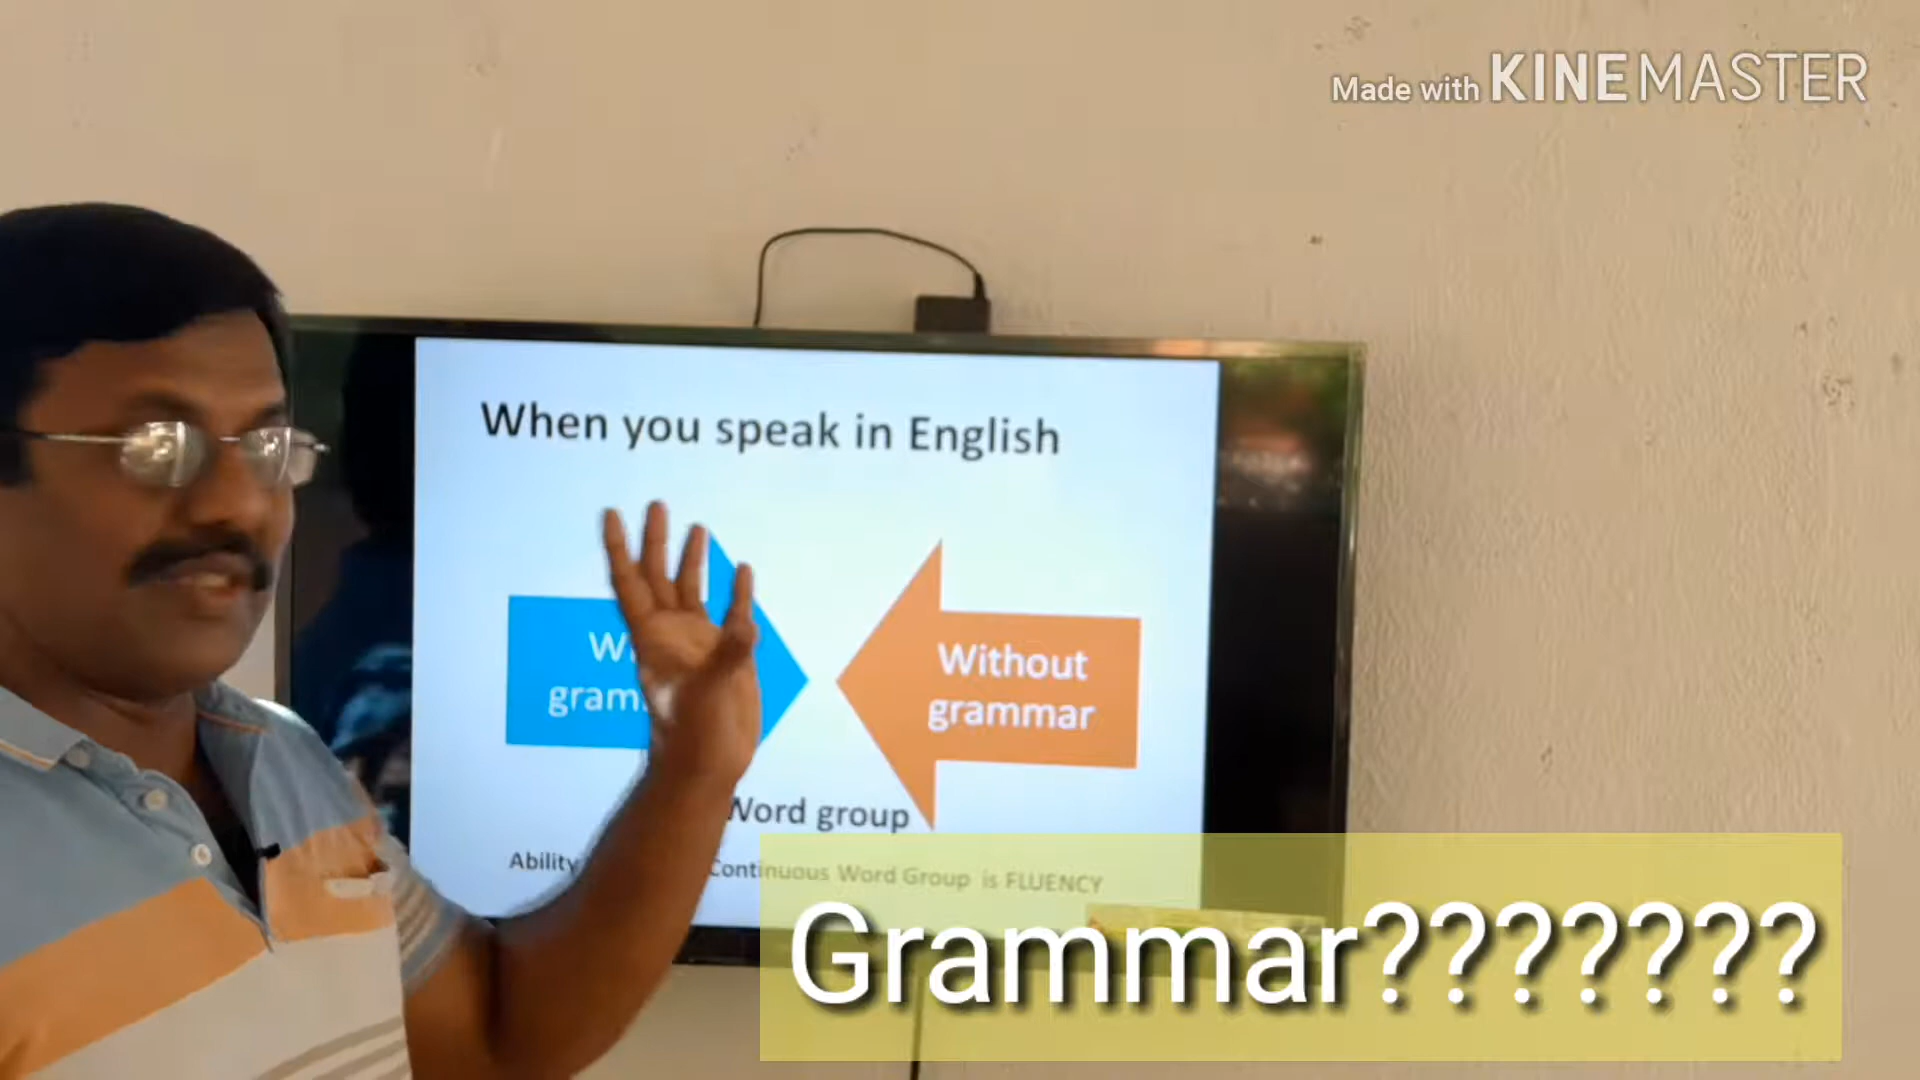 Made with KINEMASTER
When you speak in English
gram
Without
grammar
Word group
Ability Continuous Word Group is FLUENCY
Grammar???????